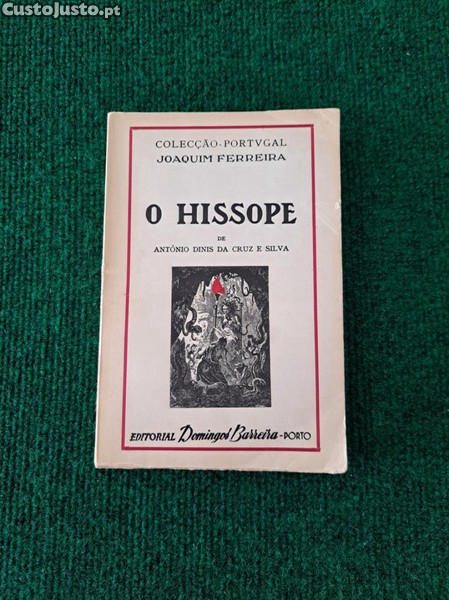 CustoJusto.pt
COLECÇÃO·PORTVGAL
JOAQUIM FERREIRA
O HISSOPE
DE
ANTÓNIO DINIS DA CRUZ E SILVA
EDITORIAL Domingos Barreira - PORTO